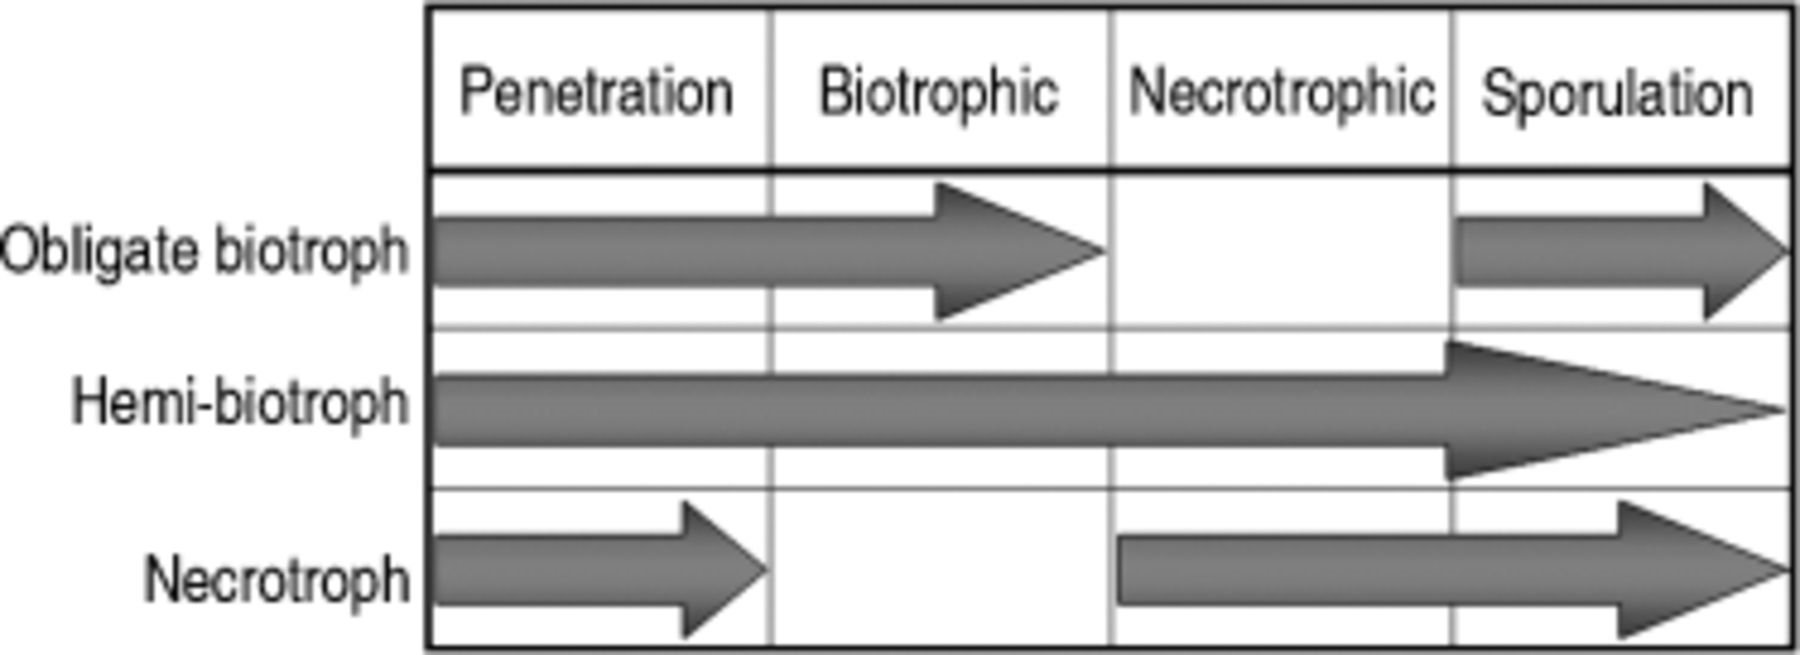 Penetration Biotrophic Necrotrophic Sporulation
Obligate biotroph
Hemi-biotroph
Necrotroph